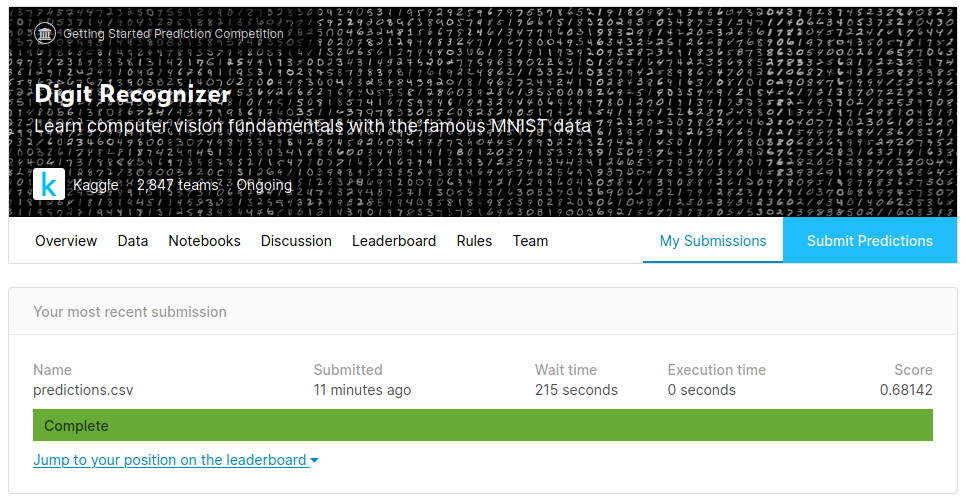 Getting Started Prediction Competition
Digit Recognizer
Learn computer vision fundamentals with the famous MNIST data
k Kaggle · 2,847 teams · Ongoing
Overview Data Notebooks Discussion Leaderboard Rules Team My Submissions Submit Predictions
Your most recent submission
Name Submitted Wait time Execution time Score
predictions.csv 11 minutes ago 215 seconds 0 seconds 0.68142
Complete
Jump to your position on the leaderboard